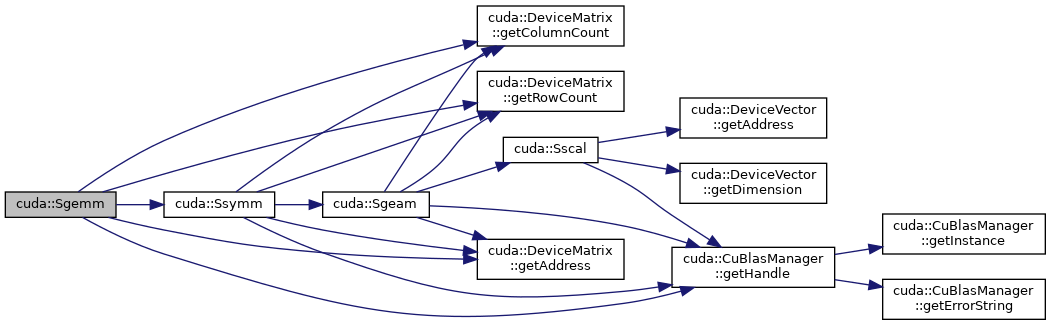 cuda::DeviceMatrix
::getColumnCount
cuda::DeviceMatrix
::getRowCount
cuda::DeviceVector
::getAddress
cuda::Sscal
cuda::DeviceVector
::getDimension
cuda::Sgemm
cuda::Ssymm
cuda::Sgeam
cuda::CuBlasManager
::getInstance
cuda::DeviceMatrix
::getAddress
cuda::CuBlasManager
::getHandle
cuda::CuBlasManager
::getErrorString